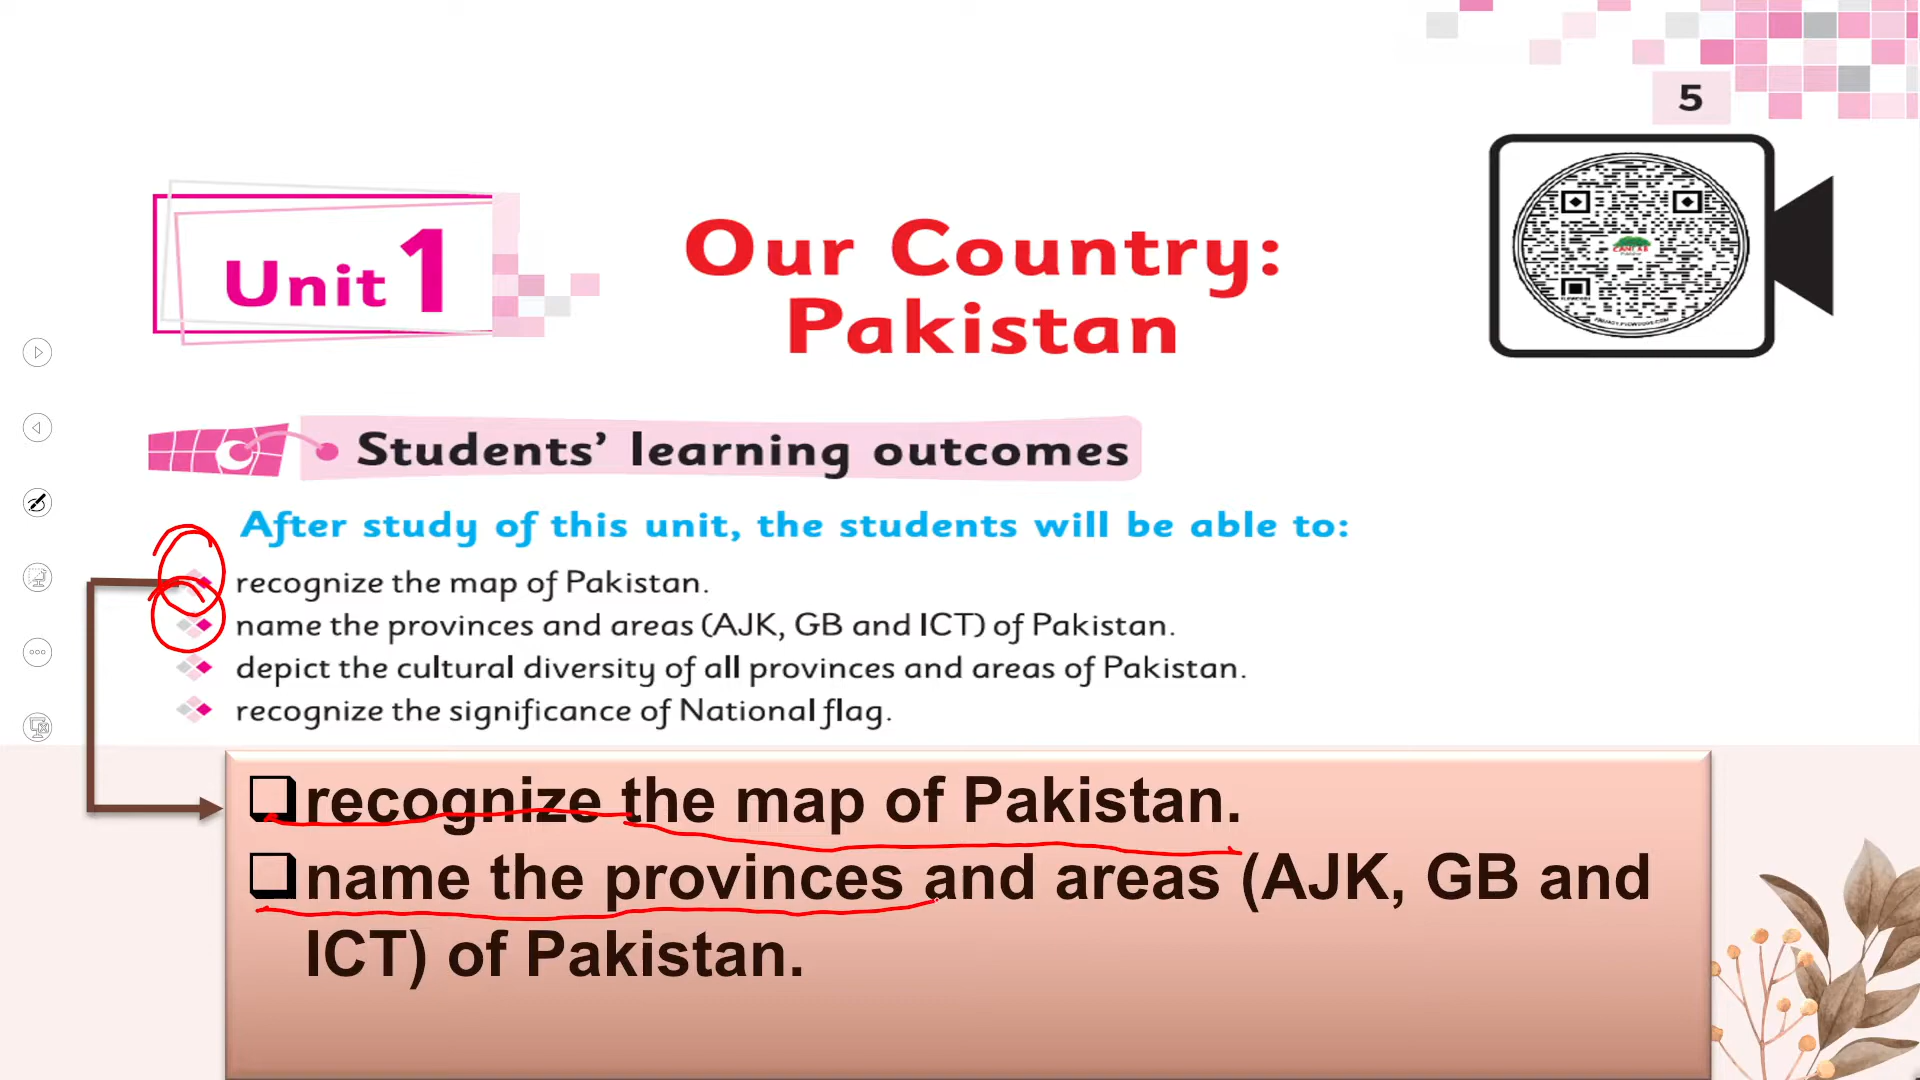 5
Unit 1
Our Country:
Pakistan
Students’ learning outcomes
After study of this unit, the students will be able to:
recognize the map of Pakistan.
name the provinces and areas (AJK, GB and ICT) of Pakistan.
depict the cultural diversity of all provinces and areas of Pakistan.
recognize the significance of National flag.
recognize the map of Pakistan.
name the provinces and areas (AJK, GB and
ICT) of Pakistan.